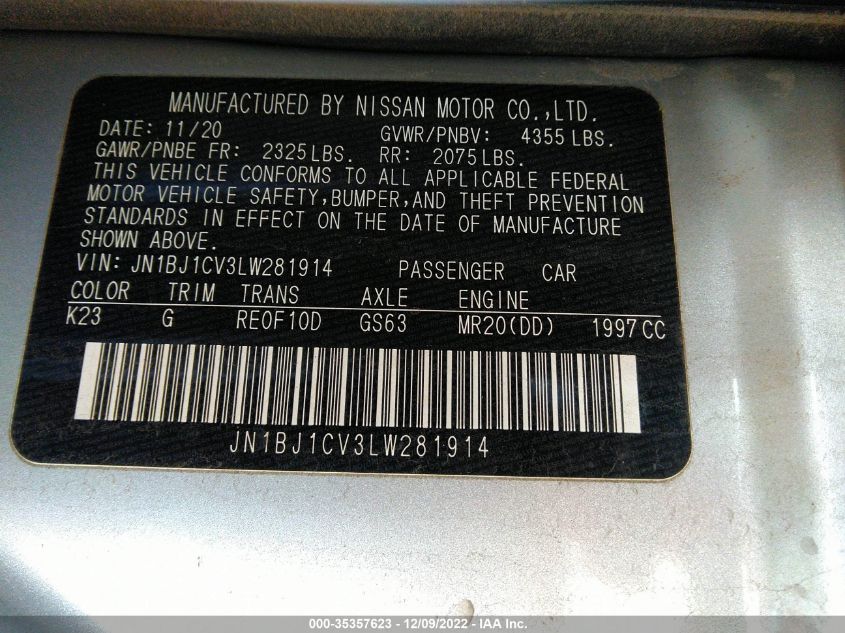 MANUFACTURED BY NISSAN MOTOR CO.,LTD.
DATE: 11/20 GVWR/PNBV: 4355 LBS.
GAWR/PNBE FR: 2325 LBS. RR: 2075 LBS.
THIS VEHICLE CONFORMS TO ALL APPLICABLE FEDERAL
MOTOR VEHICLE SAFETY,BUMPER,AND THEFT PREVENTION
STANDARDS IN EFFECT ON THE DATE OF MANUFACTURE
SHOWN ABOVE.
VIN: JN1BJ1CV3LW281914 PASSENGER CAR
COLOR TRIM TRANS AXLE ENGINE
K23 G RE0F10D GS63 MR20(DD) 1997 CC
JN1BJ1CV3LW281914
000-35357623 - 12/09/2022 - IAA Inc.